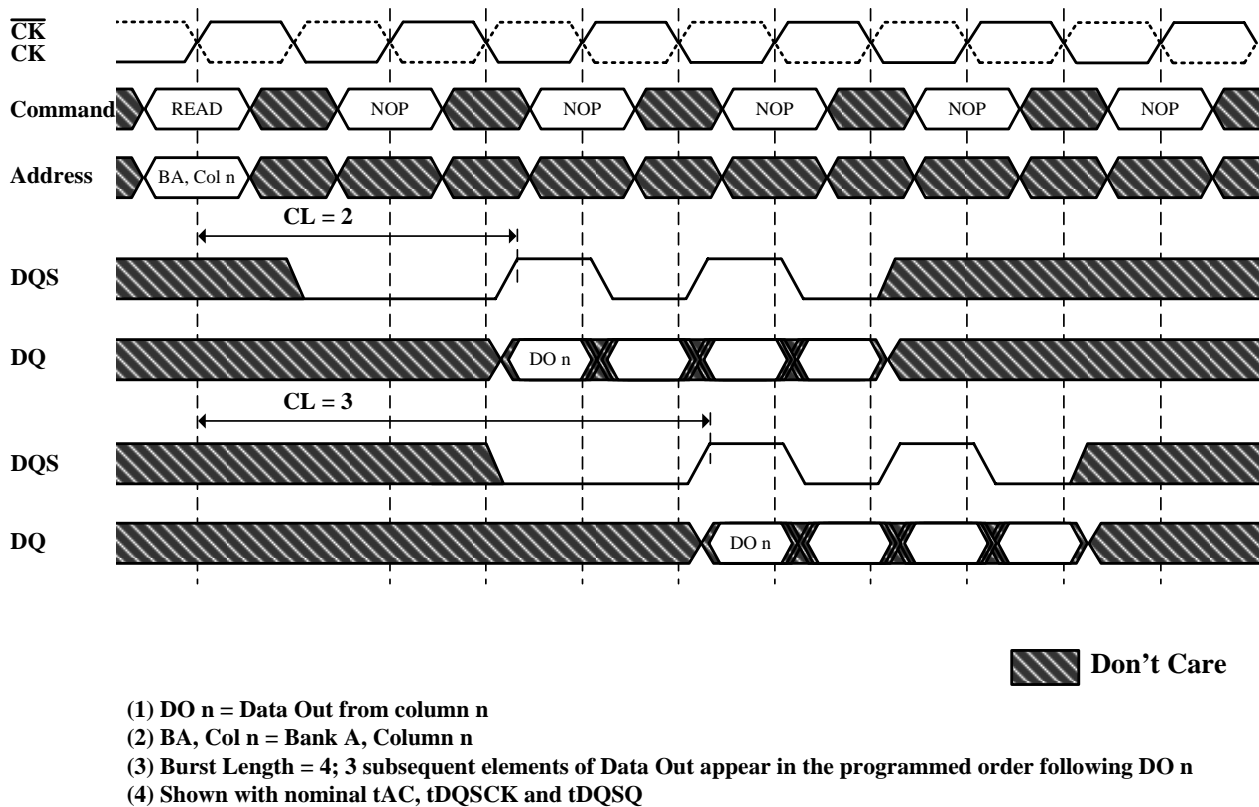 CK
CK
Command READ NOP NOP NOP NOP NOP
Address BA, Col n
CL = 2
DQS
DQ DO n
CL = 3
DQS
DQ DO n
Don't Care
(1) DO n = Data Out from column n
(2) BA, Col n = Bank A, Column n
(3) Burst Length = 4; 3 subsequent elements of Data Out appear in the programmed order following DO n
(4) Shown with nominal tAC, tDQSCK and tDQSQ